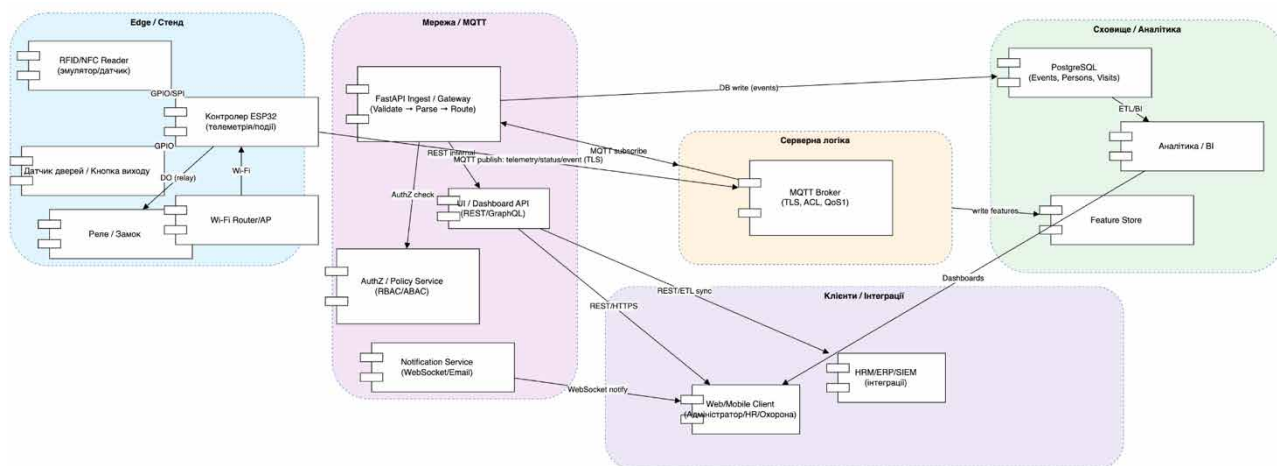 Edge / Стенд
RFID/NFC Reader
(эмулятор/датчик)
GPIO/SPI
Контролер ESP32
(телеметрія/події)
GPIO
Датчик дверей / Кнопка виходу
DO (relay)
Wi-Fi
Реле / Замок
Wi-Fi Router/AP
Мережа / MQTT
FastAPI Ingest / Gateway
(Validate → Parse → Route)
REST internal
MQTT publish: telemetry/status/event (TLS)
MQTT subscribe
DB write (events)
AuthZ check
UI / Dashboard API
(REST/GraphQL)
AuthZ / Policy Service
(RBAC/ABAC)
Notification Service
(WebSocket/Email)
WebSocket notify
REST/HTTPS
REST/ETL sync
Серверна логіка
MQTT Broker
(TLS, ACL, QoS1)
write features
Сховище / Аналітика
PostgreSQL
(Events, Persons, Visits)
ETL/BI
Аналітика / BI
Feature Store
Dashboards
Клієнти / Інтеграції
HRM/ERP/SIEM
(інтеграції)
Web/Mobile Client
(Адміністратор/HR/Охорона)